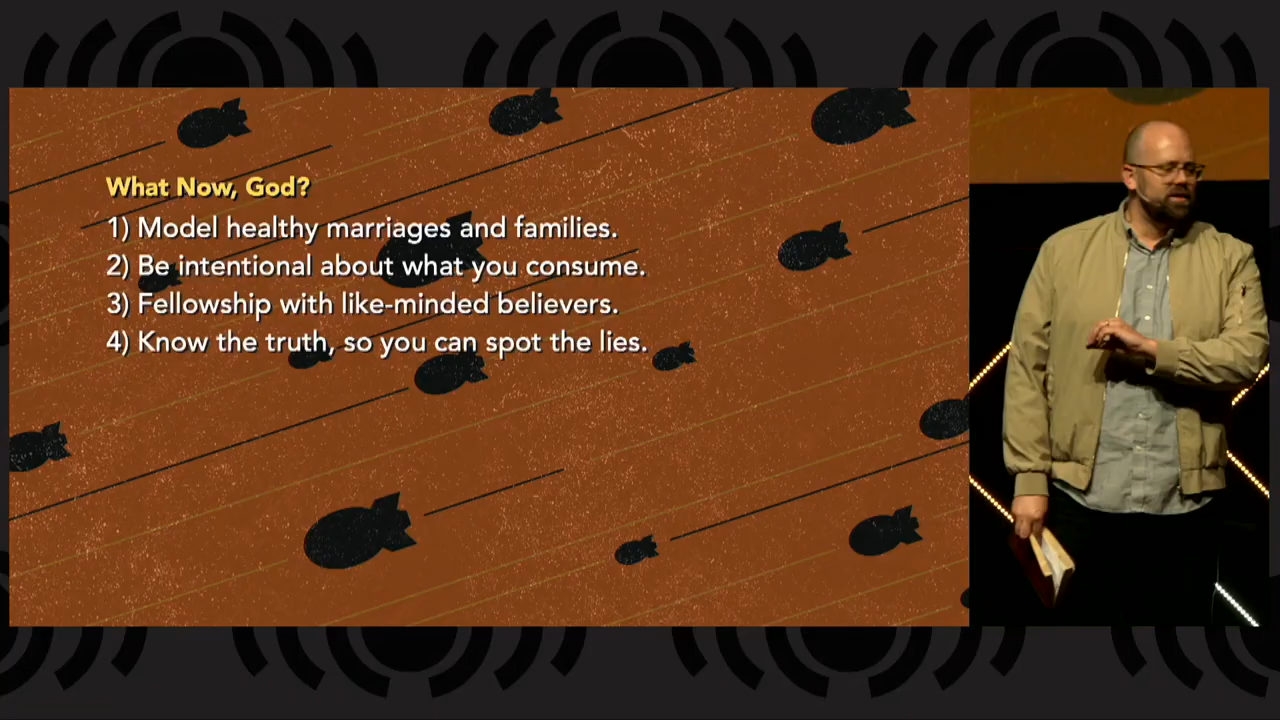 What Now, God?
1) Model healthy marriages and families.
2) Be intentional about what you consume.
3) Fellowship with like-minded believers.
4) Know the truth, so you can spot the lies.